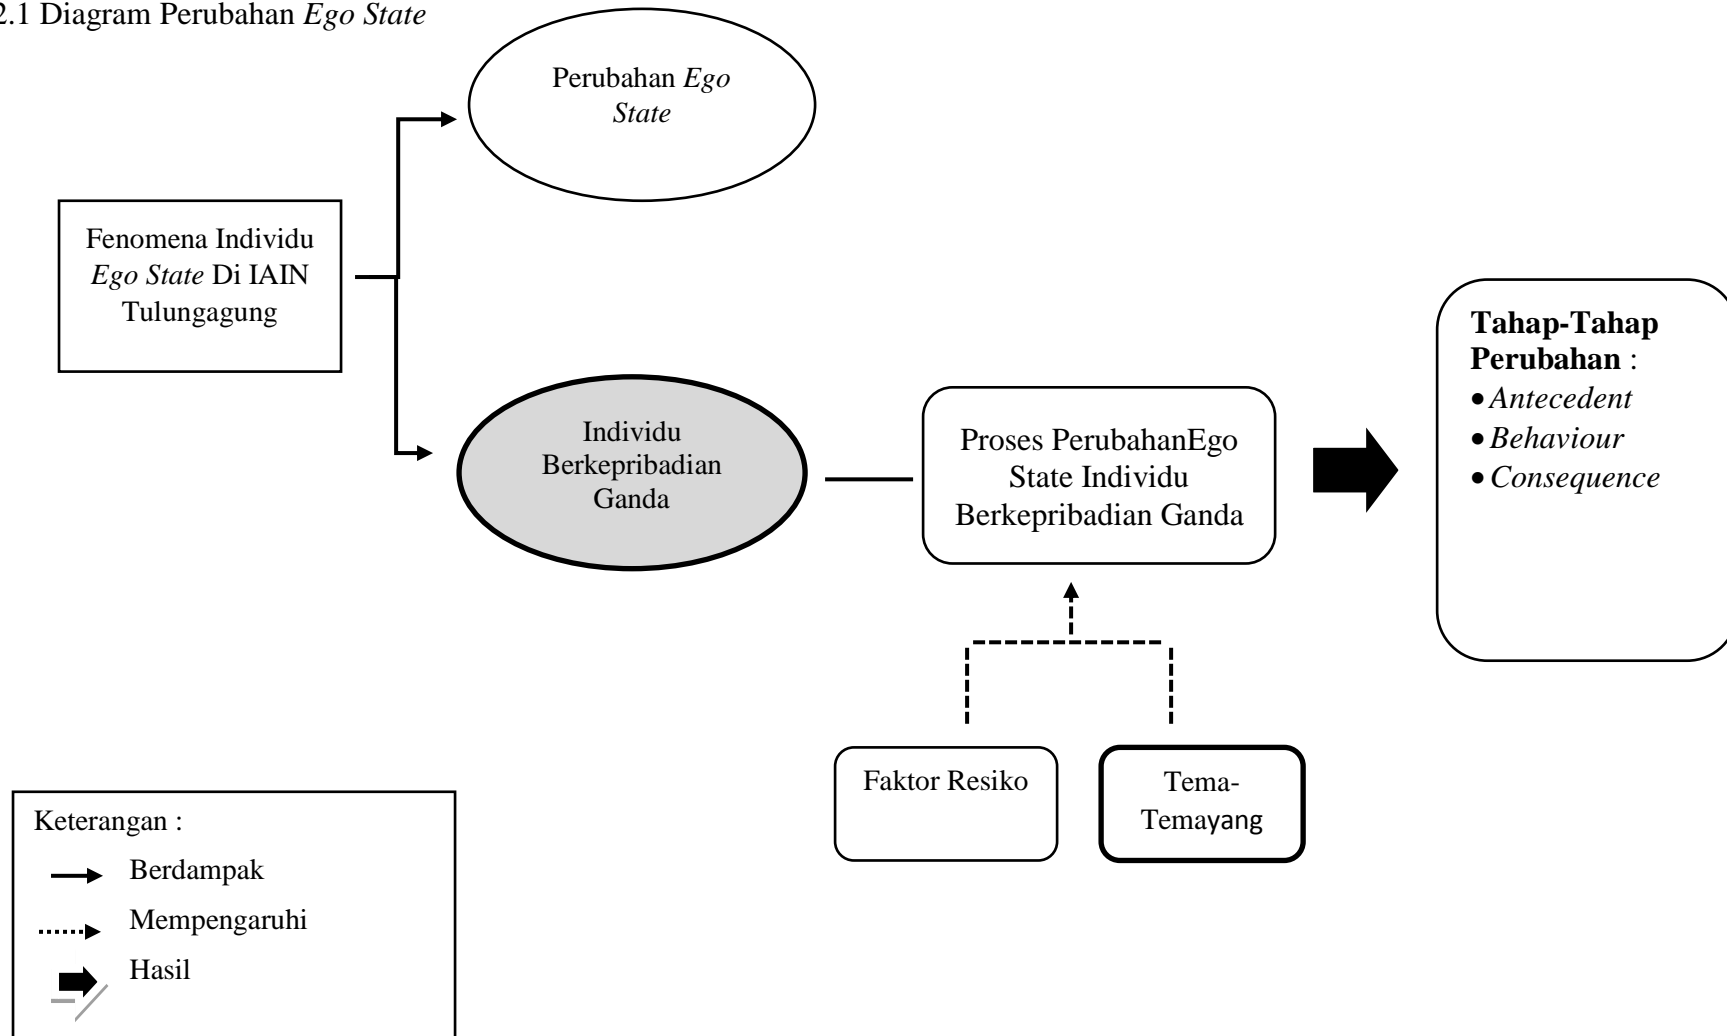 2.1 Diagram Perubahan Ego State
Perubahan Ego
State
Fenomena Individu
Ego State Di IAIN
Tulungagung
Individu
Berkepribadian
Ganda
Proses PerubahanEgo
State Individu
Berkepribadian Ganda
Tahap-Tahap
Perubahan :
• Antecedent
• Behaviour
• Consequence
Faktor Resiko
Tema-
Temayang
Keterangan :
Berdampak
Mempengaruhi
Hasil